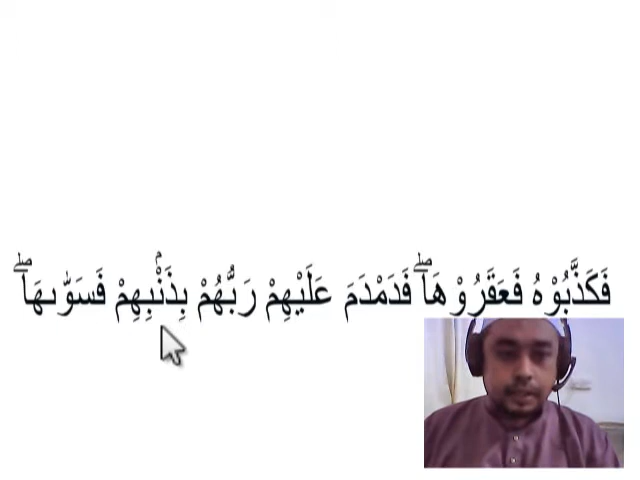 فَكَذَّبُوْهُ فَعَقَرُوْهَاۖ فَدَمْدَمَ عَلَيْهِمْ رَبُّهُمْ بِذَنْۢبِهِمْ فَسَوّٰىهَاۖ